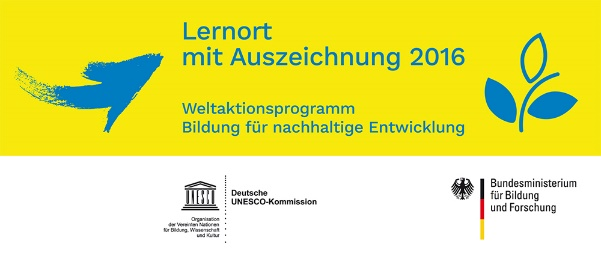 Lernort
mit Auszeichnung 2016
Weltaktionsprogramm
Bildung für nachhaltige Entwicklung
UNESCO
Organisation
der Vereinten Nationen
für Bildung, Wissenschaft
und Kultur
Deutsche
UNESCO-Kommission
Bundesministerium
für Bildung
und Forschung